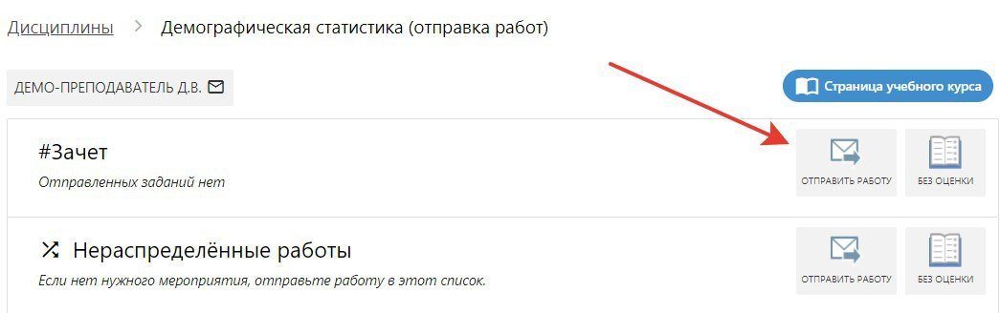 Дисциплины > Демографическая статистика (отправка работ)
ДЕМО-ПРЕПОДАВАТЕЛЬ Д.В.
Страница учебного курса
#Зачет
Отправленных заданий нет
ОТПРАВИТЬ РАБОТУ
БЕЗ ОЦЕНКИ
Нераспределённые работы
Если нет нужного мероприятия, отправьте работу в этот список.
ОТПРАВИТЬ РАБОТУ
БЕЗ ОЦЕНКИ